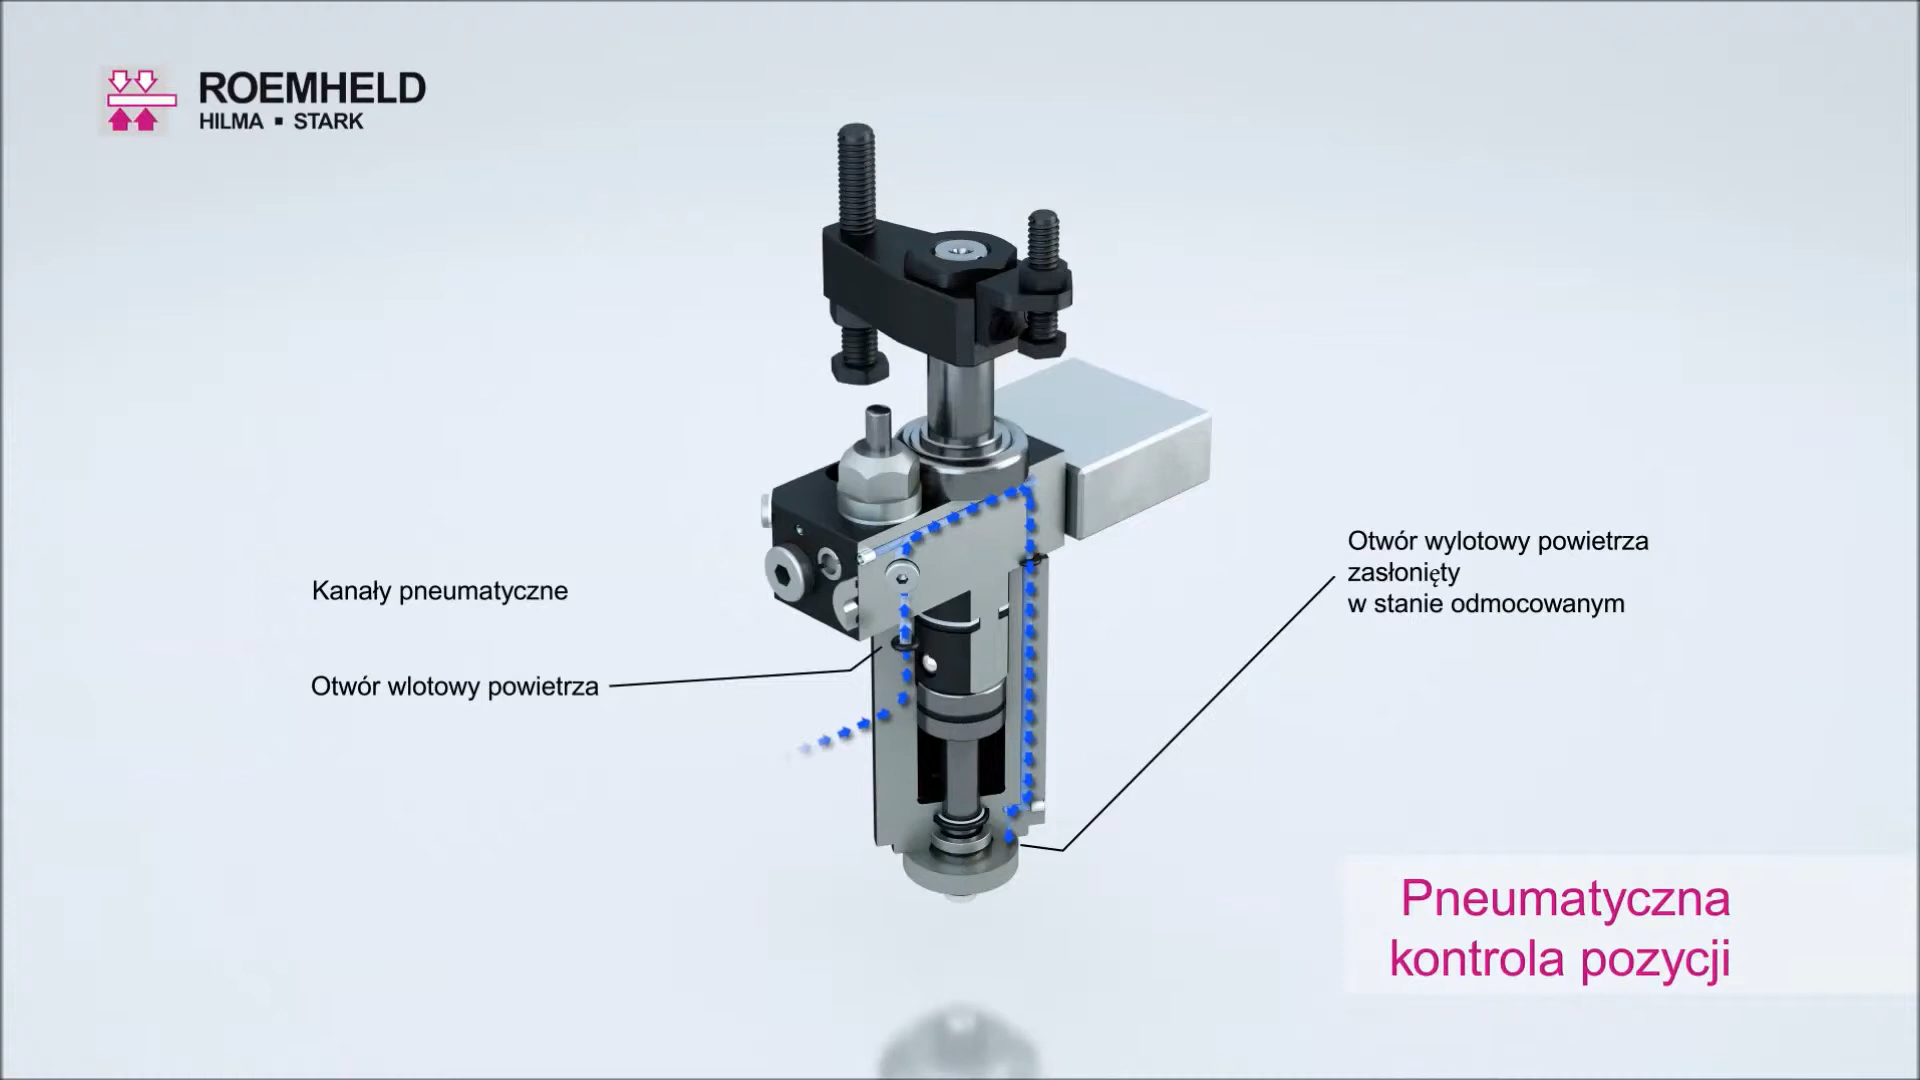 ROEMHELD
HILMA ▪ STARK
Kanały pneumatyczne
Otwór wlotowy powietrza
Otwór wylotowy powietrza
zasłonięty
w stanie odmocowanym
Pneumatyczna
kontrola pozycji